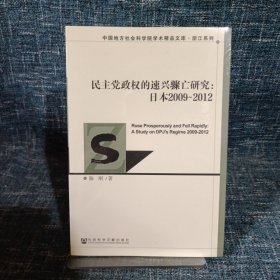 中国地方社会科学院学术精品文库·浙江系列
民主党政权的速兴骤亡研究：
日本2009~2012
Rose Prosperously and Fell Rapidly:
A Study on DPJ's Regime 2009-2012
S
著
社会科学文献出版社